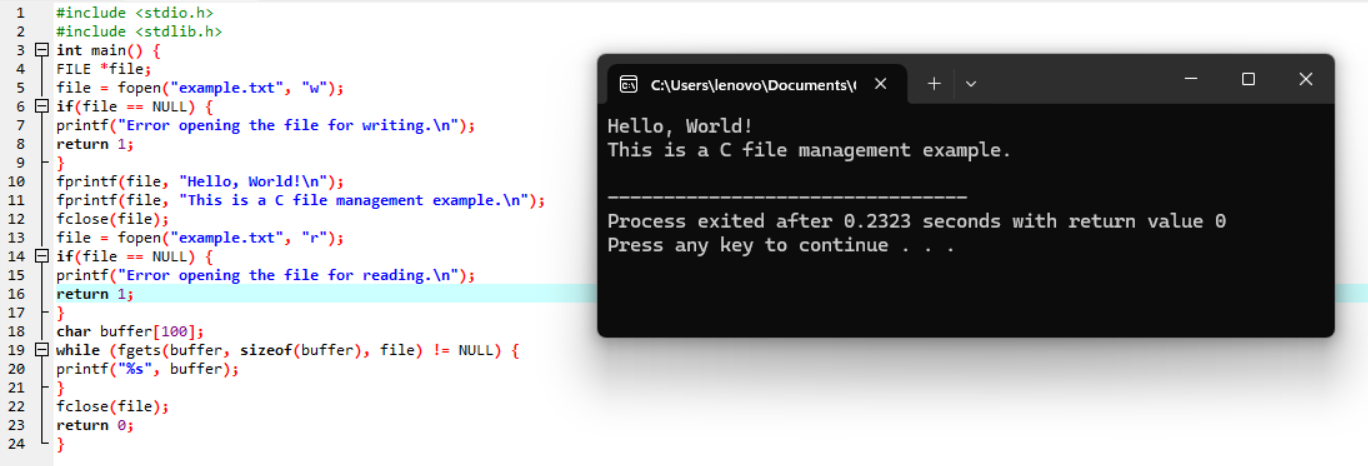 1 #include <stdio.h>
2 #include <stdlib.h>
3 int main() {
4 FILE *file;
5 file = fopen("example.txt", "w");
6 if(file == NULL) {
7 printf("Error opening the file for writing.\n");
8 return 1;
9 }
10 fprintf(file, "Hello, World!\n");
11 fprintf(file, "This is a C file management example.\n");
12 fclose(file);
13 file = fopen("example.txt", "r");
14 if(file == NULL) {
15 printf("Error opening the file for reading.\n");
16 return 1;
17 }
18 char buffer[100];
19 while (fgets(buffer, sizeof(buffer), file) != NULL) {
20 printf("%s", buffer);
21 }
22 fclose(file);
23 return 0;
24 }
C:\Users\lenovo\Documents\
Hello, World!
This is a C file management example.
--------------------------------
Process exited after 0.2323 seconds with return value 0
Press any key to continue . . .